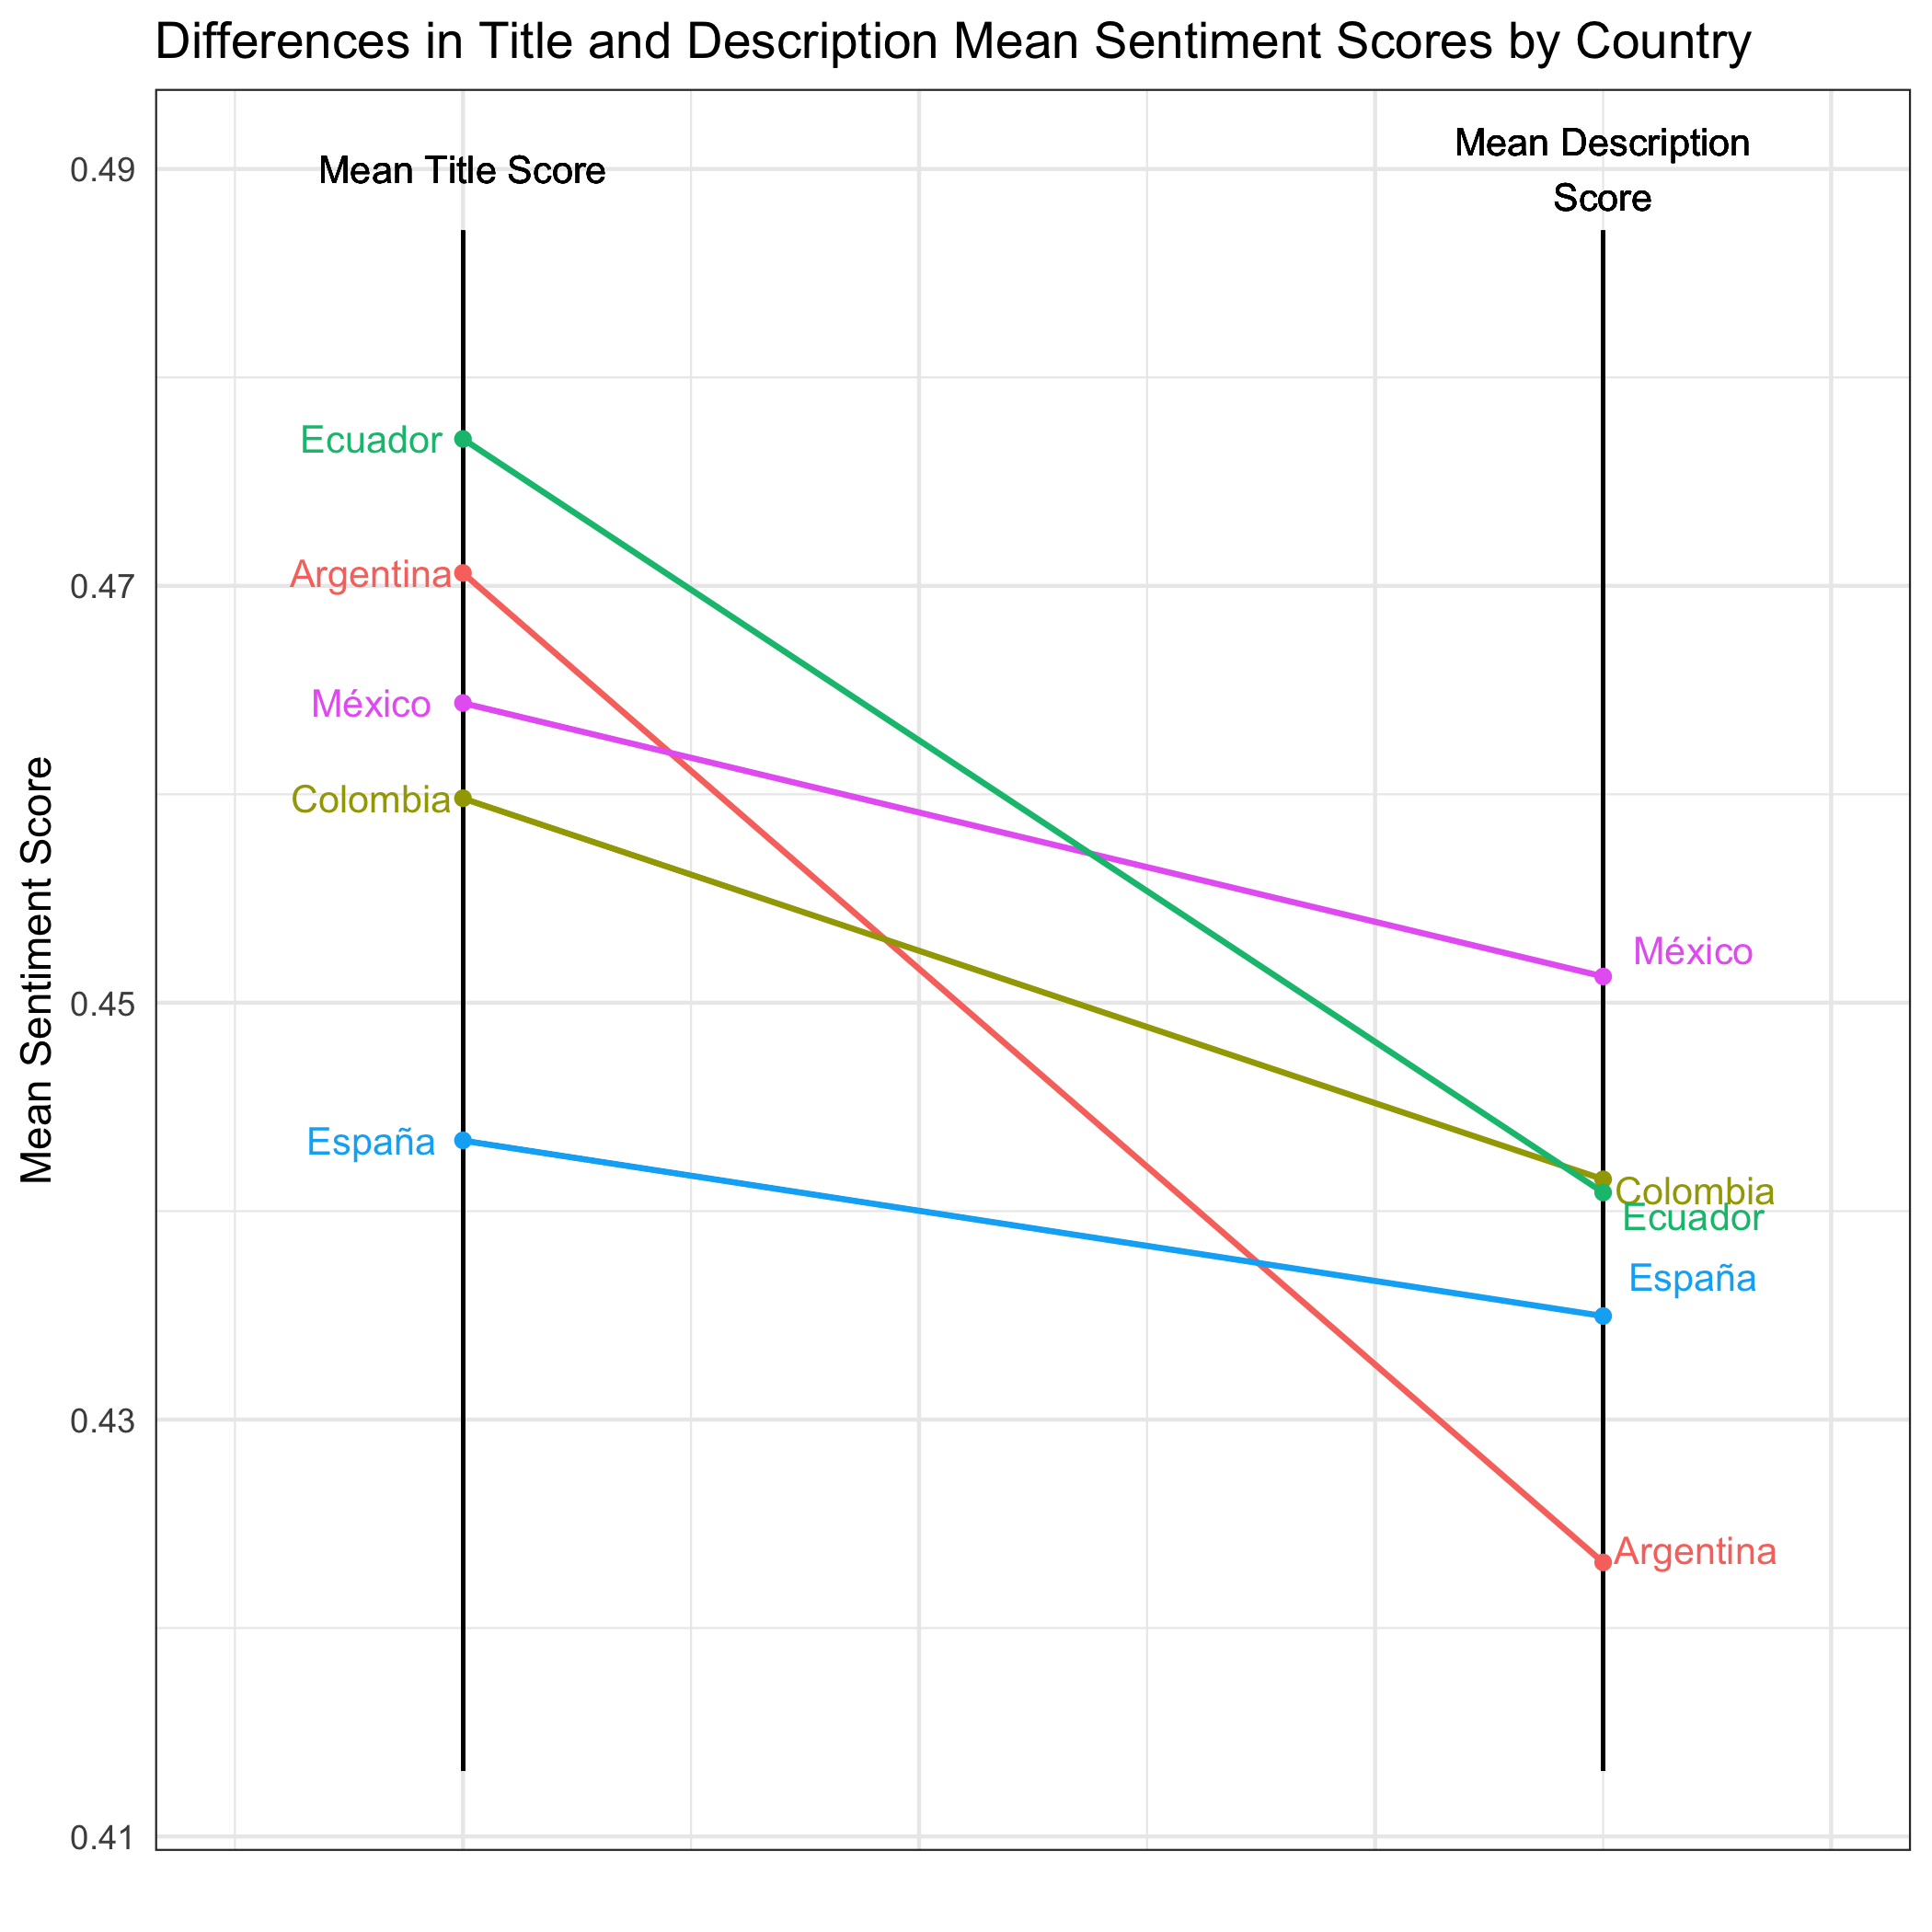 Differences in Title and Description Mean Sentiment Scores by Country
Mean Sentiment Score
0.49
0.47
0.45
0.43
0.41
Mean Title Score
Ecuador
Argentina
México
Colombia
España
Mean Description
Score
México
Colombia
Ecuador
España
Argentina